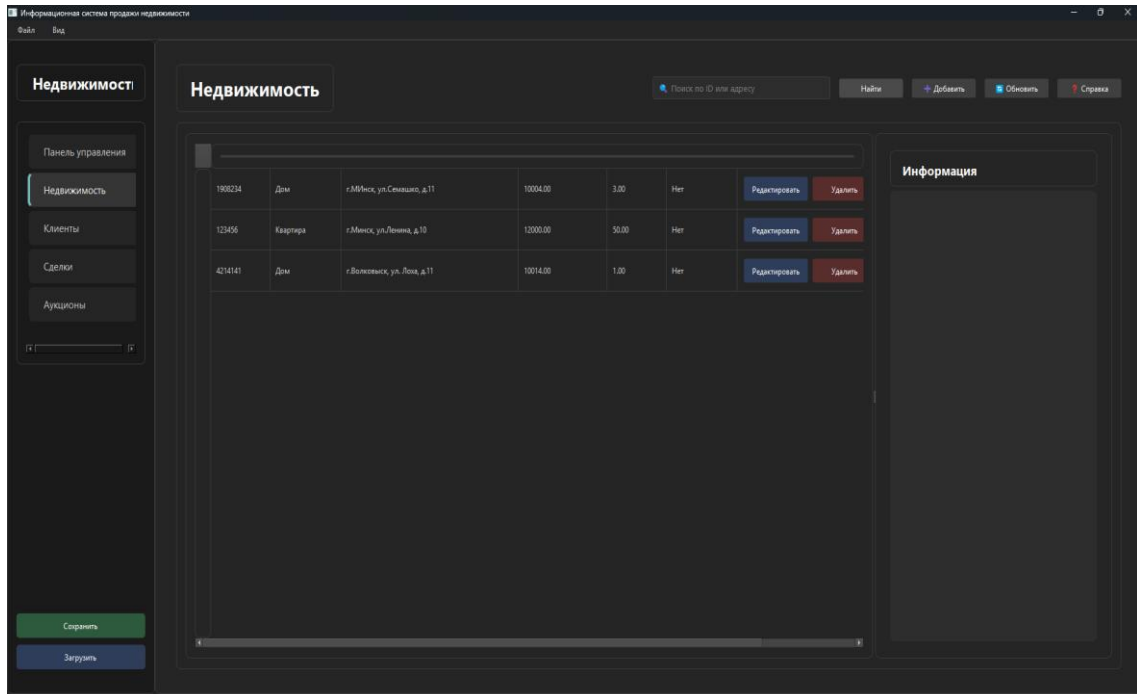 Информационная система продажи недвижимости
Файл Вид
Недвижимост
Недвижимость
Поиск по ID или адресу
Найти
Добавить
Обновить
Справка
Панель управления
Недвижимость
Клиенты
Сделки
Аукционы
1908234 Дом г.МИнск, ул.Семашко, д.11 10004.00 3.00 Нет Редактировать Удалить
123456 Квартира г.Минск, ул.Ленина, д.10 12000.00 50.00 Нет Редактировать Удалить
4214141 Дом г.Волковыск, ул. Лоха, д.11 10014.00 1.00 Нет Редактировать Удалить
Информация
Сохранить
Загрузить